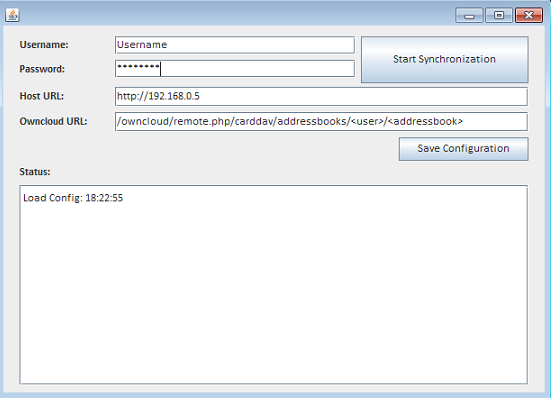 Username: Username
Start Synchronization
Password: ********
Host URL: http://192.168.0.5
Owncloud URL: /owncloud/remote.php/carddav/addressbooks/<user>/<addressbook>
Save Configuration
Status:
Load Config: 18:22:55